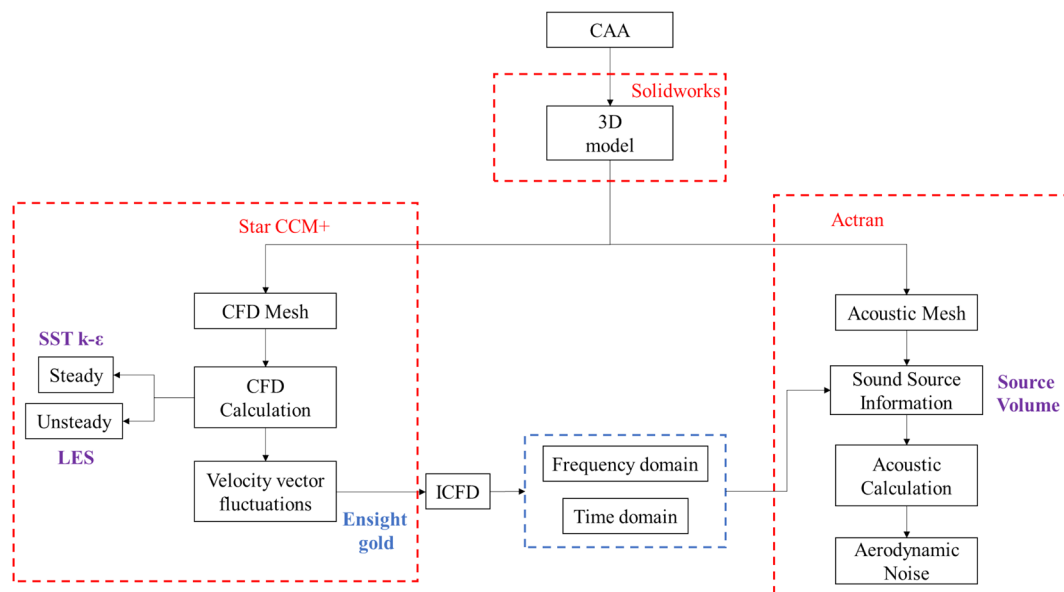 CAA
Solidworks
3D
model
Star CCM+
Actran
CFD Mesh
Acoustic Mesh
SST k-ε
Steady
CFD
Calculation
Sound Source
Information
Source
Volume
Unsteady
LES
Velocity vector
fluctuations
Ensight
gold
ICFD
Frequency domain
Time domain
Acoustic
Calculation
Aerodynamic
Noise